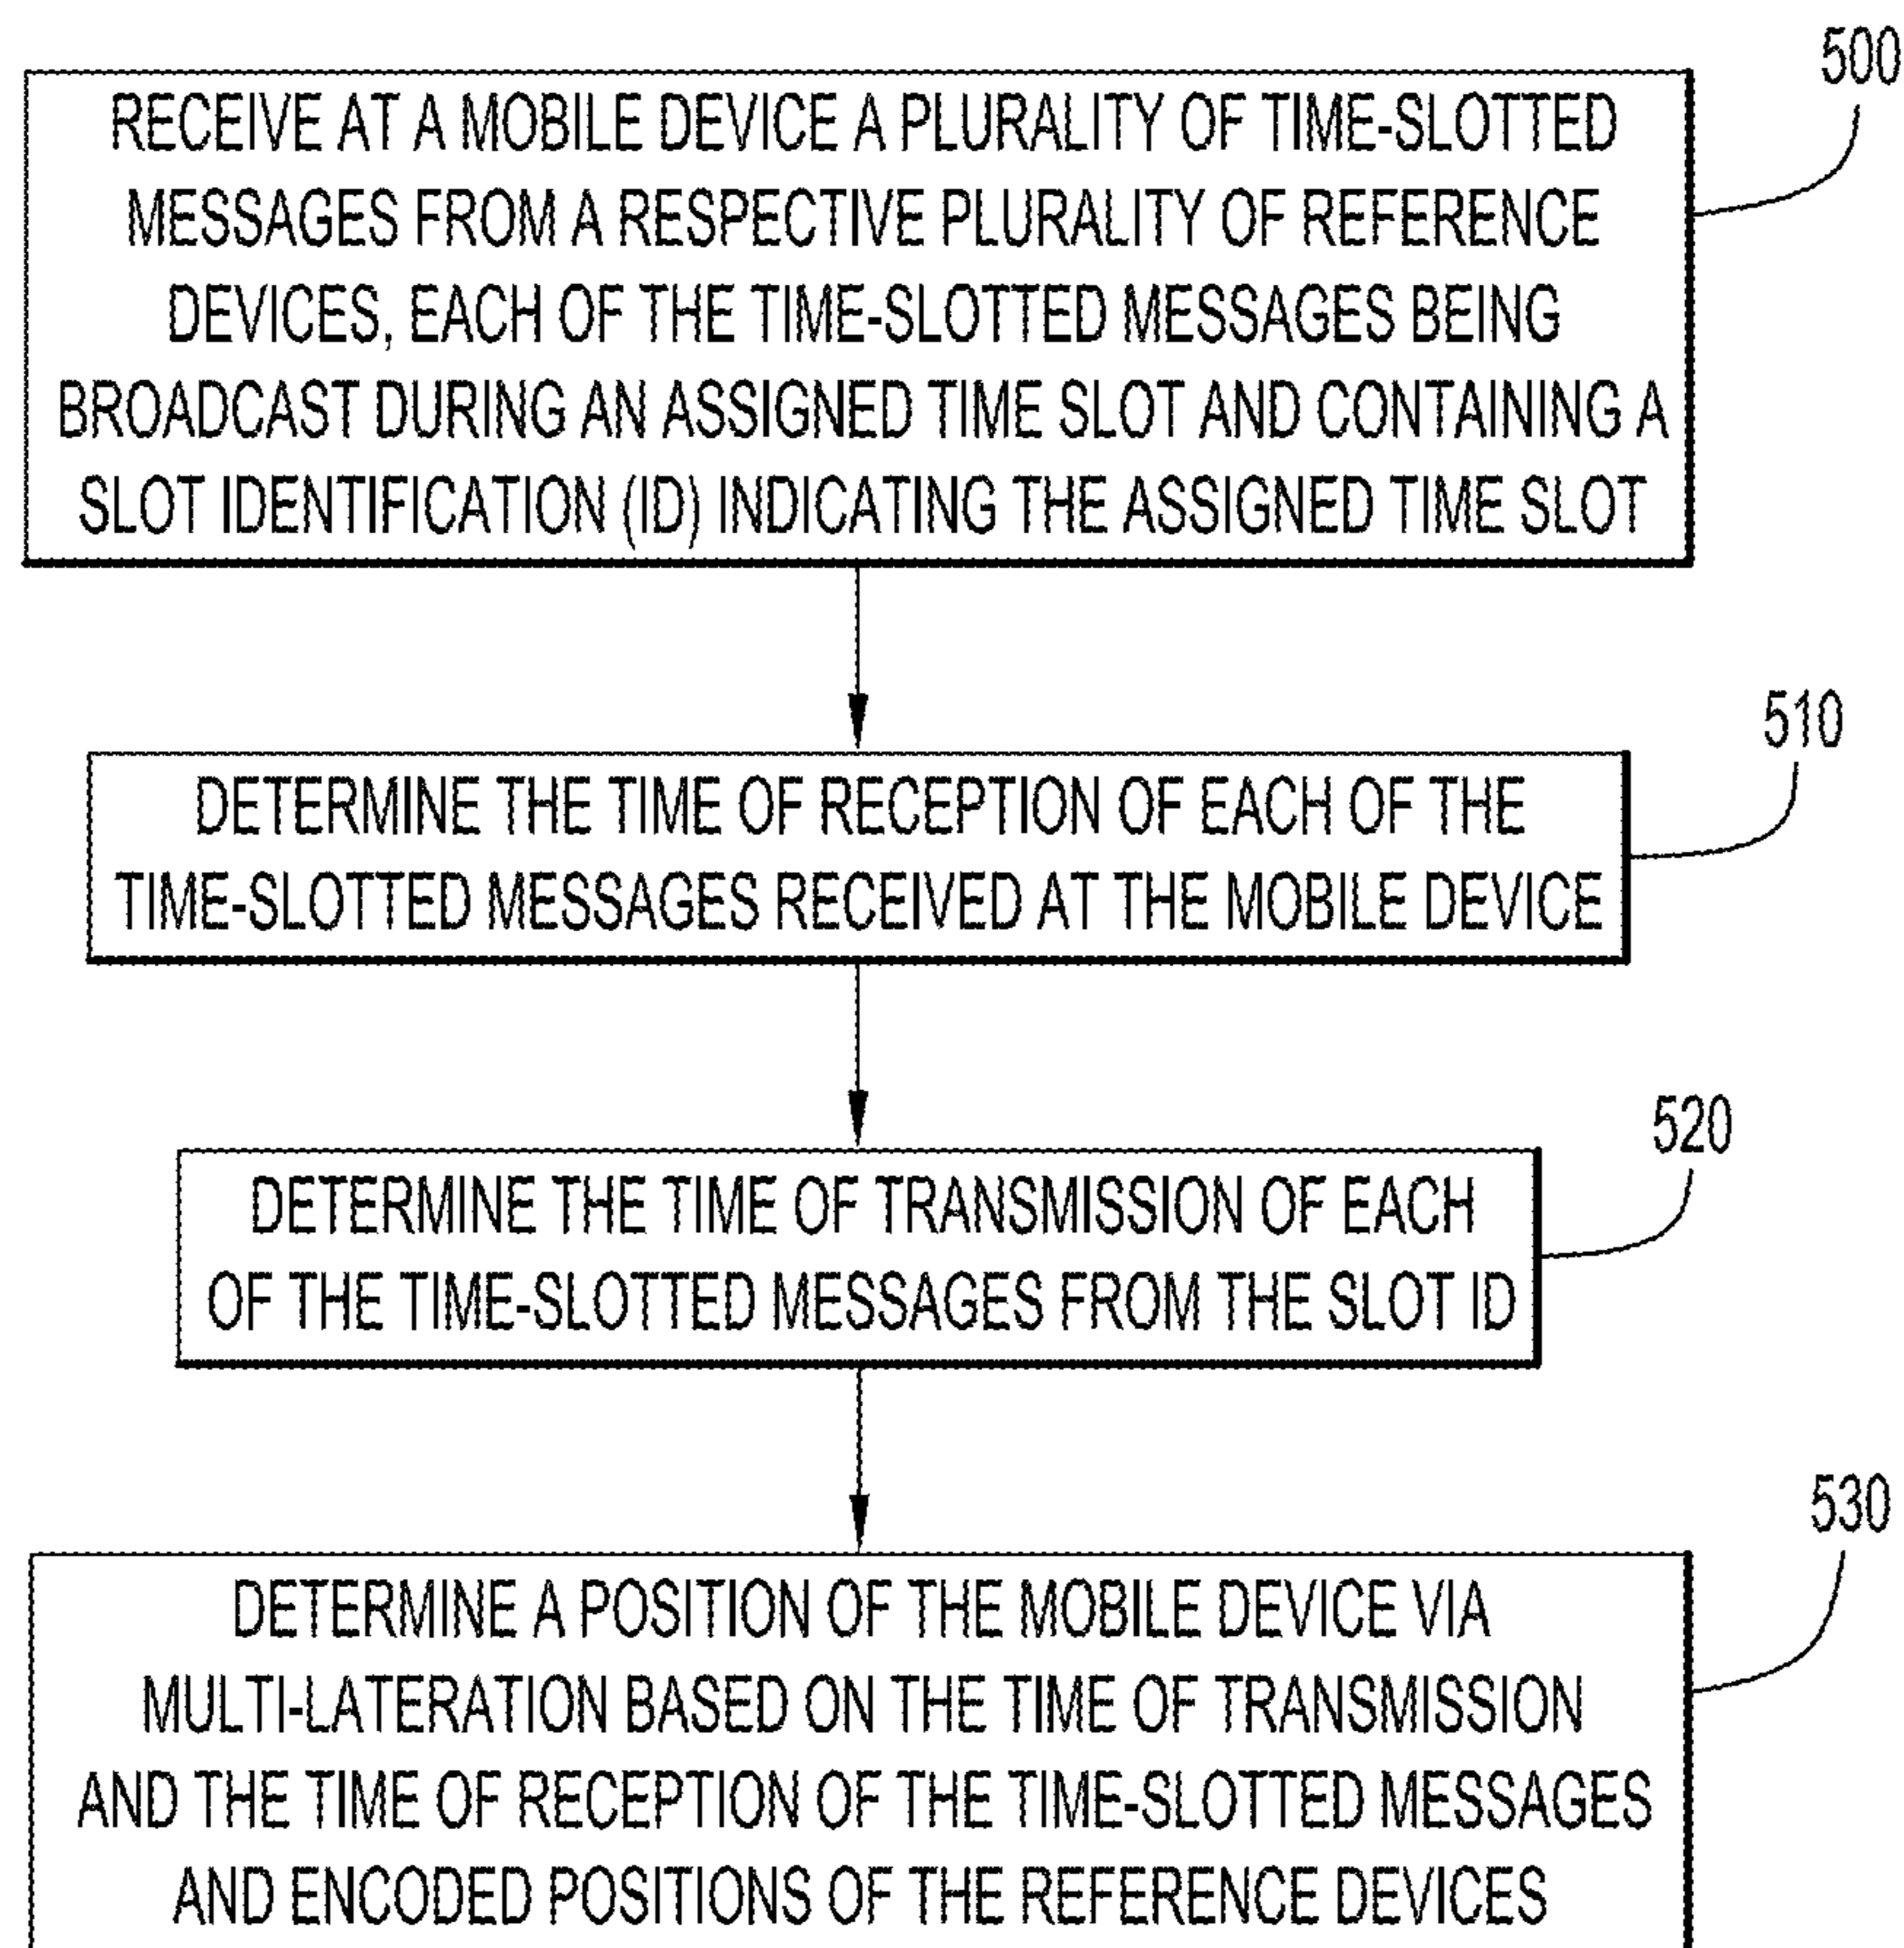 500
RECEIVE AT A MOBILE DEVICE A PLURALITY OF TIME-SLOTTED
MESSAGES FROM A RESPECTIVE PLURALITY OF REFERENCE
DEVICES, EACH OF THE TIME-SLOTTED MESSAGES BEING
BROADCAST DURING AN ASSIGNED TIME SLOT AND CONTAINING A
SLOT IDENTIFICATION (ID) INDICATING THE ASSIGNED TIME SLOT
510
DETERMINE THE TIME OF RECEPTION OF EACH OF THE
TIME-SLOTTED MESSAGES RECEIVED AT THE MOBILE DEVICE
520
DETERMINE THE TIME OF TRANSMISSION OF EACH
OF THE TIME-SLOTTED MESSAGES FROM THE SLOT ID
530
DETERMINE A POSITION OF THE MOBILE DEVICE VIA
MULTI-LATERATION BASED ON THE TIME OF TRANSMISSION
AND THE TIME OF RECEPTION OF THE TIME-SLOTTED MESSAGES
AND ENCODED POSITIONS OF THE REFERENCE DEVICES